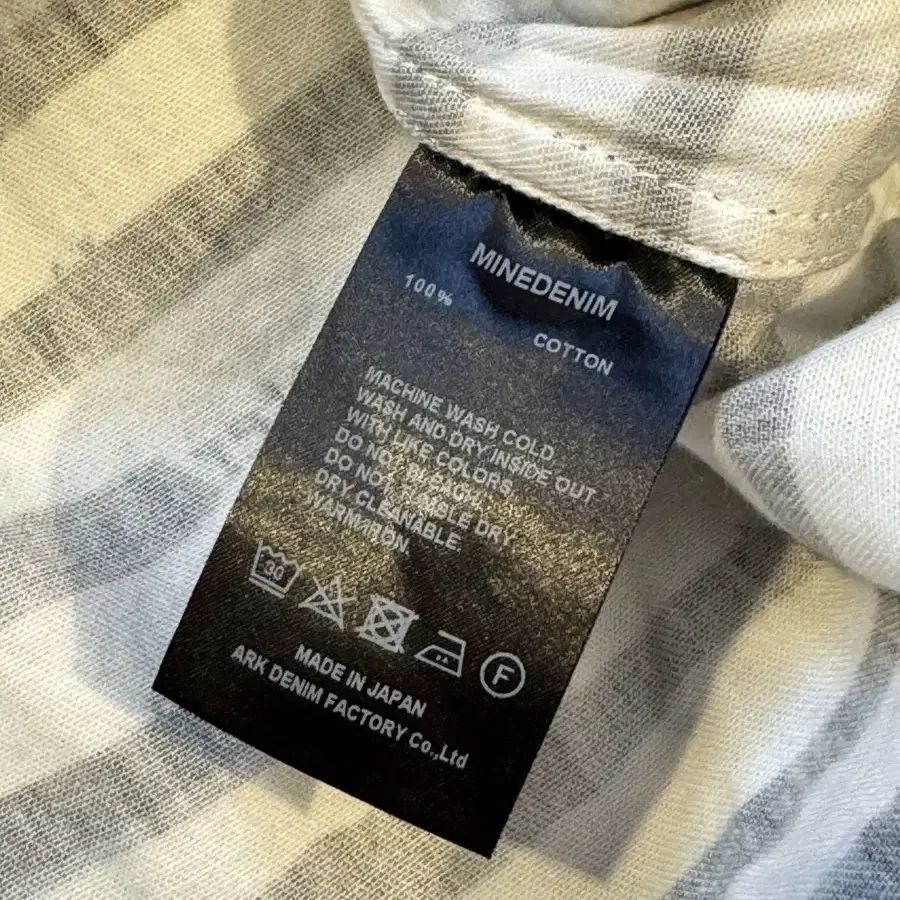 MINEDENIM
100%
COTTON
MACHINE WASH COLD
WASH AND DRY INSIDE OUT
WITH LIKE COLORS
DO NOT BLEACH.
DO NOT TUMBLE DRY
DRY CLEANABLE.
WARM IRON.
30
F
MADE IN JAPAN
ARK DENIM FACTORY Co.,Ltd